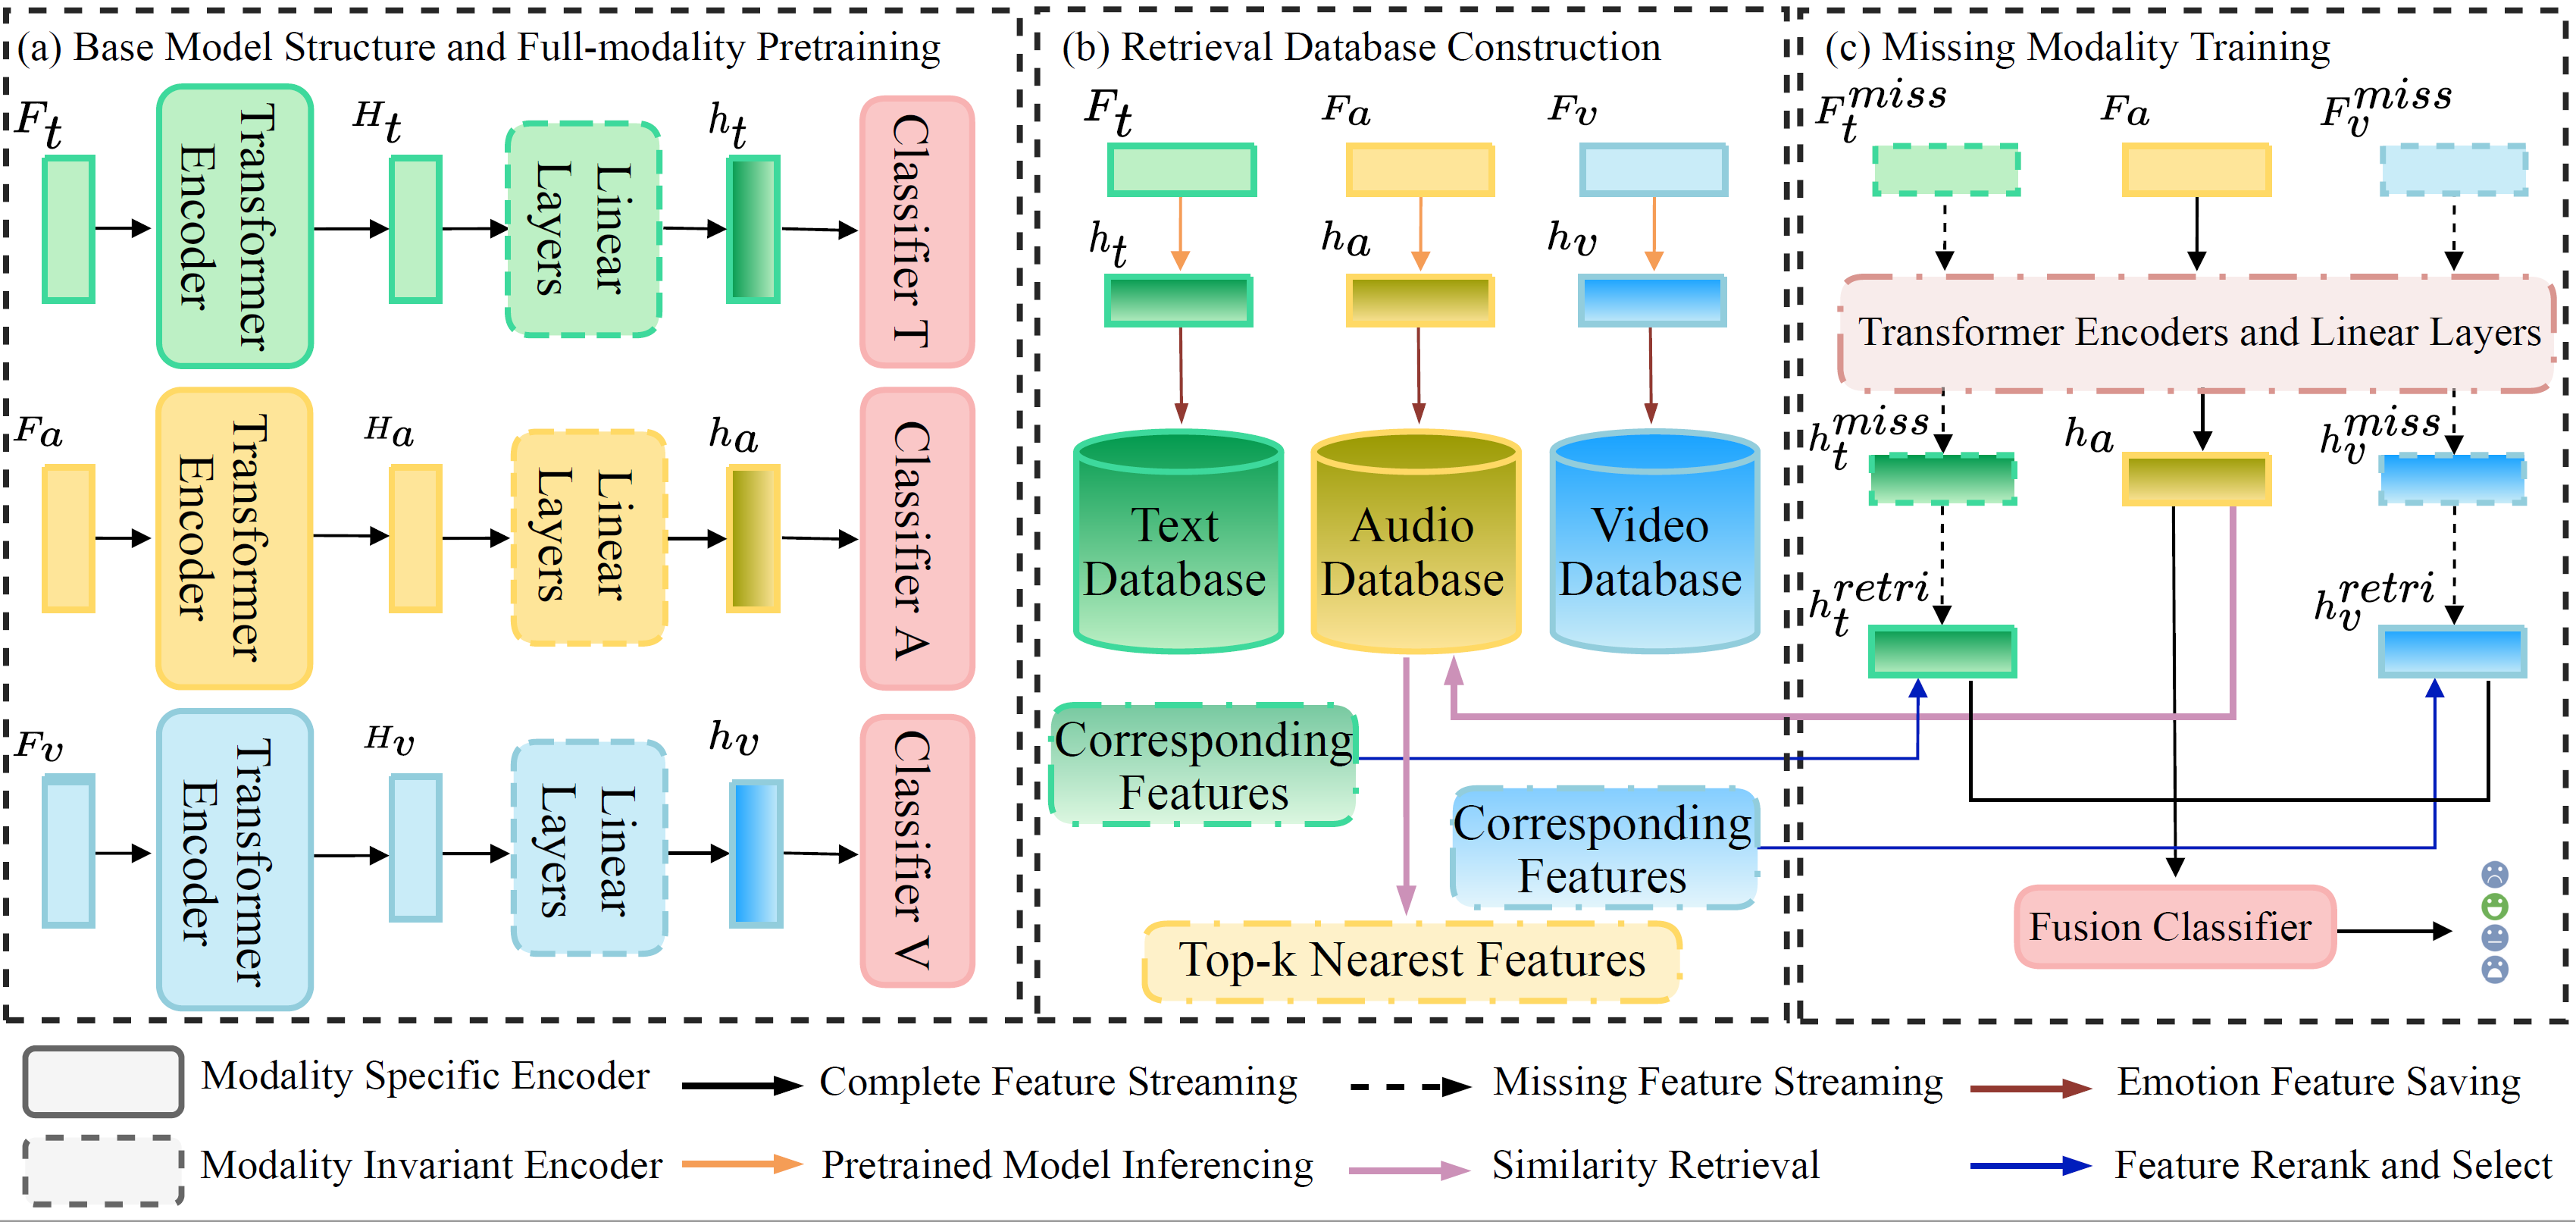 (a) Base Model Structure and Full-modality Pretraining
F_t
Transformer
Encoder
H_t
Linear
Layers
h_t
Classifier T
F_a
Transformer
Encoder
H_a
Linear
Layers
h_a
Classifier A
F_v
Transformer
Encoder
H_v
Linear
Layers
h_v
Classifier V
(b) Retrieval Database Construction
F_t
F_a
F_v
h_t
h_a
h_v
Text
Database
Audio
Database
Video
Database
Corresponding
Features
Corresponding
Features
Top-k Nearest Features
(c) Missing Modality Training
F_t^{miss}
F_a
F_v^{miss}
Transformer Encoders and Linear Layers
h_t^{miss}
h_a
h_v^{miss}
h_t^{retri}
h_v^{retri}
Fusion Classifier
Modality Specific Encoder
Complete Feature Streaming
Missing Feature Streaming
Emotion Feature Saving
Modality Invariant Encoder
Pretrained Model Inferencing
Similarity Retrieval
Feature Rerank and Select